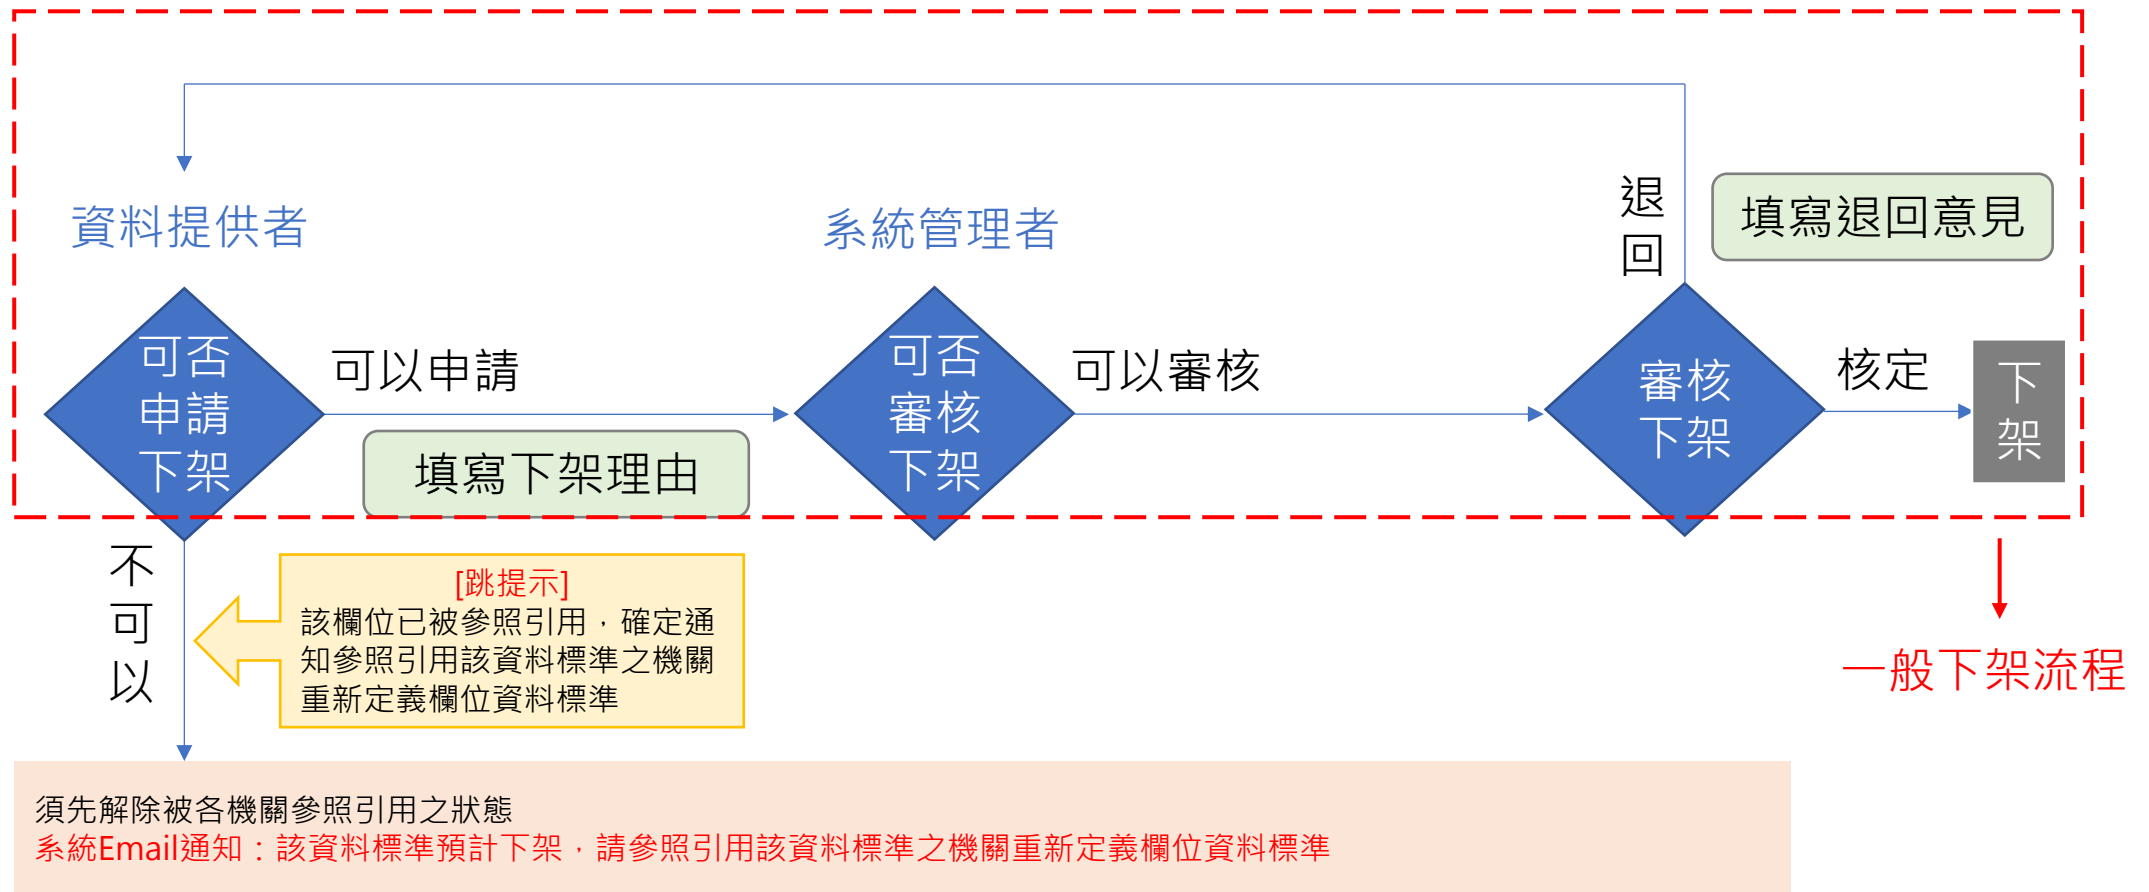 資料提供者
系統管理者
退
回
填寫退回意見
可否
申請
下架
可以申請
填寫下架理由
可否
審核
下架
可以審核
審核
下架
核定
下
架
不
可
以
[跳提示]
該欄位已被參照引用，確定通
知參照引用該資料標準之機關
重新定義欄位資料標準
一般下架流程
須先解除被各機關參照引用之狀態
系統Email通知：該資料標準預計下架，請參照引用該資料標準之機關重新定義欄位資料標準